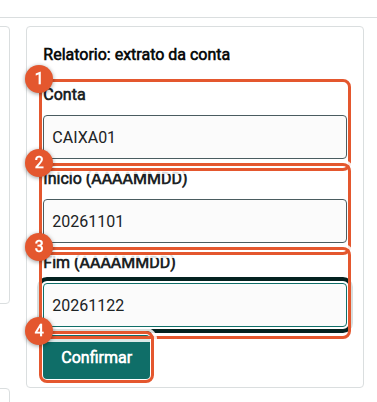 Relatorio: extrato da conta
1
Conta
CAIXA01
2
Inicio (AAAAMMDD)
20261101
3
Fim (AAAAMMDD)
20261122
4
Confirmar